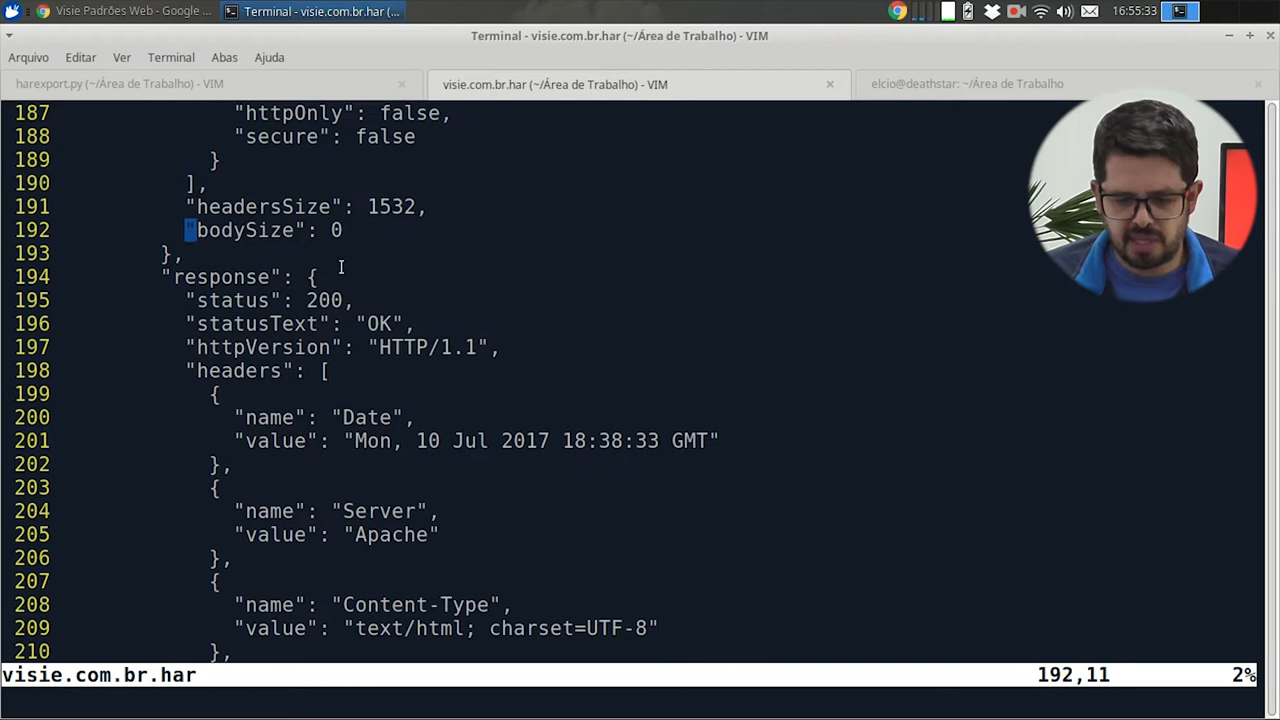 Visie Padrões Web - Google ...
Terminal - visie.com.br.har (...
16:55:33
Terminal - visie.com.br.har (~/Área de Trabalho) - VIM
Arquivo Editar Ver Terminal Abas Ajuda
harexport.py (~/Área de Trabalho) - VIM
visie.com.br.har (~/Área de Trabalho) - VIM
elcio@deathstar: ~/Área de Trabalho
187 "httpOnly": false,
188 "secure": false
189 }
190 ],
191 "headersSize": 1532,
192 "bodySize": 0
193 },
194 "response": {
195 "status": 200,
196 "statusText": "OK",
197 "httpVersion": "HTTP/1.1",
198 "headers": [
199 {
200 "name": "Date",
201 "value": "Mon, 10 Jul 2017 18:38:33 GMT"
202 },
203 {
204 "name": "Server",
205 "value": "Apache"
206 },
207 {
208 "name": "Content-Type",
209 "value": "text/html; charset=UTF-8"
210 },
visie.com.br.har 192,11 2%